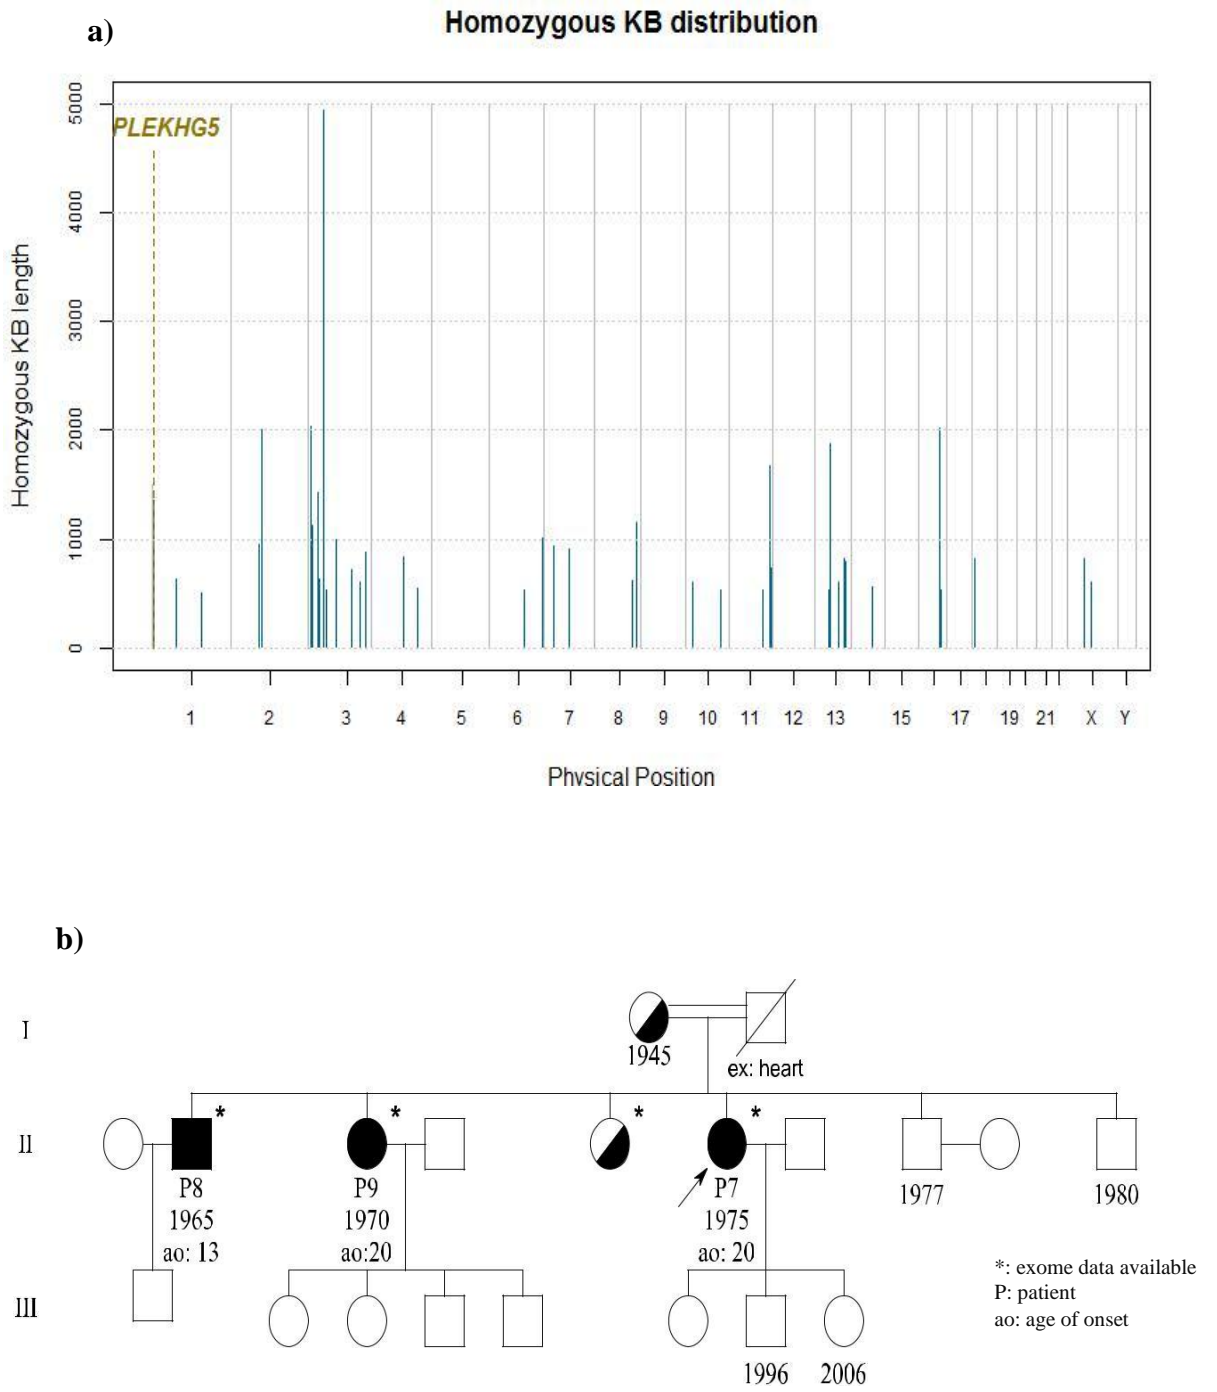 a)
Homozygous KB distribution
PLEKHG5
5000
4000
3000
2000
1000
0
Homozygous KB length
1 2 3 4 5 6 7 8 9 10 11 12 13 15 17 19 21 X Y
Phvsical Position
b)
I
1945
ex: heart
* * * *
II
P8 P9 P7
1965 1970 1975 1977 1980
ao: 13 ao:20 ao: 20
*: exome data available
P: patient
ao: age of onset
III
1996 2006